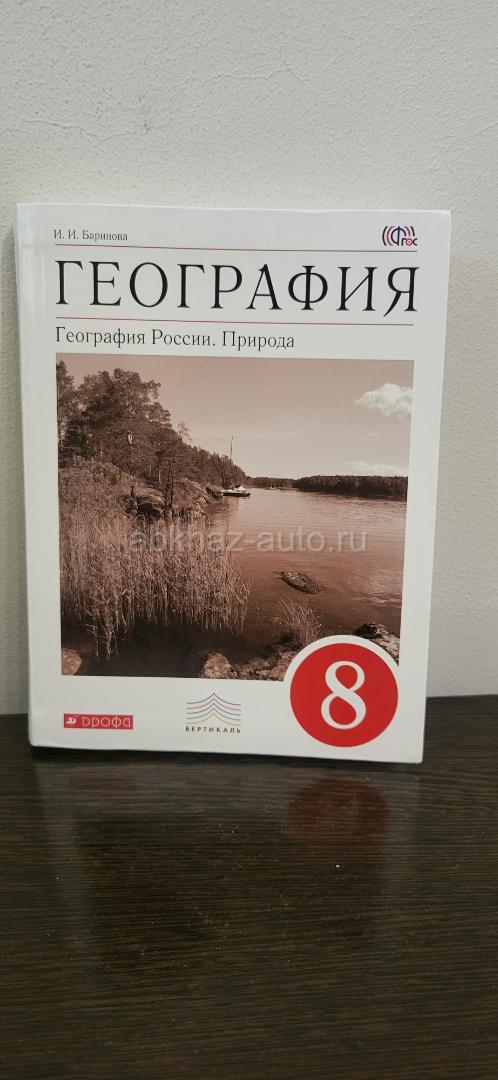 И. И. Баринова
ФГОС
ГЕОГРАФИЯ
География России. Природа
abkhaz-auto.ru
8
ДРОФА
ВЕРТИКАЛЬ